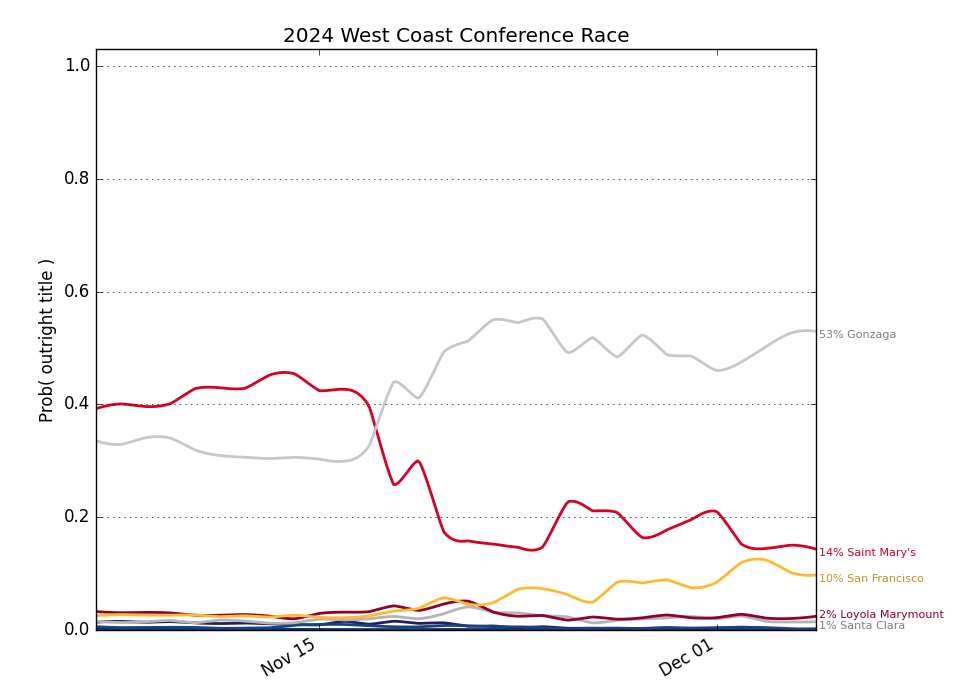 2024 West Coast Conference Race
Prob( outright title )
1.0
0.8
0.6
0.4
0.2
0.0
Nov 15
Dec 01
53% Gonzaga
14% Saint Mary's
10% San Francisco
2% Loyola Marymount
1% Santa Clara